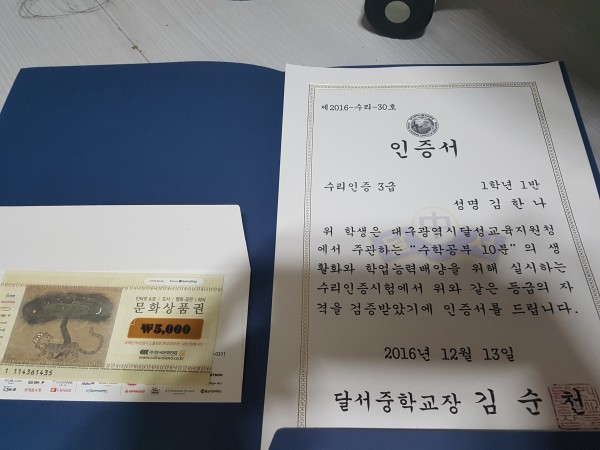 문화상품권
₩5,000
www.cultureland.co.kr
1 114361435
제2016-수리-30호
인증서
수리인증 3급 1학년 1반
성명 김한나
위 학생은 대구광역시달성교육지원청
에서 주관하는 "수학공부 10분"의 생
활화와 학업능력배양을 위해 실시하는
수리인증시험에서 위와 같은 등급의 자
격을 검증받았기에 인증서를 드립니다.
2016년 12월 13일
달서중학교장 김순천